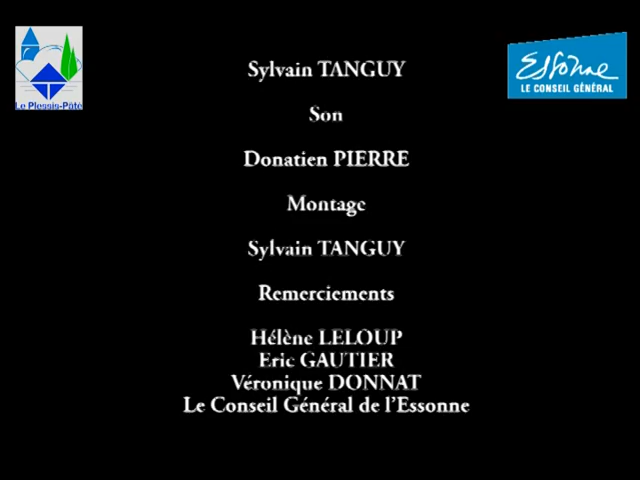 Le Plessis-Pâté
Essonne
LE CONSEIL GÉNÉRAL
Sylvain TANGUY
Son
Donatien PIERRE
Montage
Sylvain TANGUY
Remerciements
Hélène LELOUP
Eric GAUTIER
Véronique DONNAT
Le Conseil Général de l'Essonne